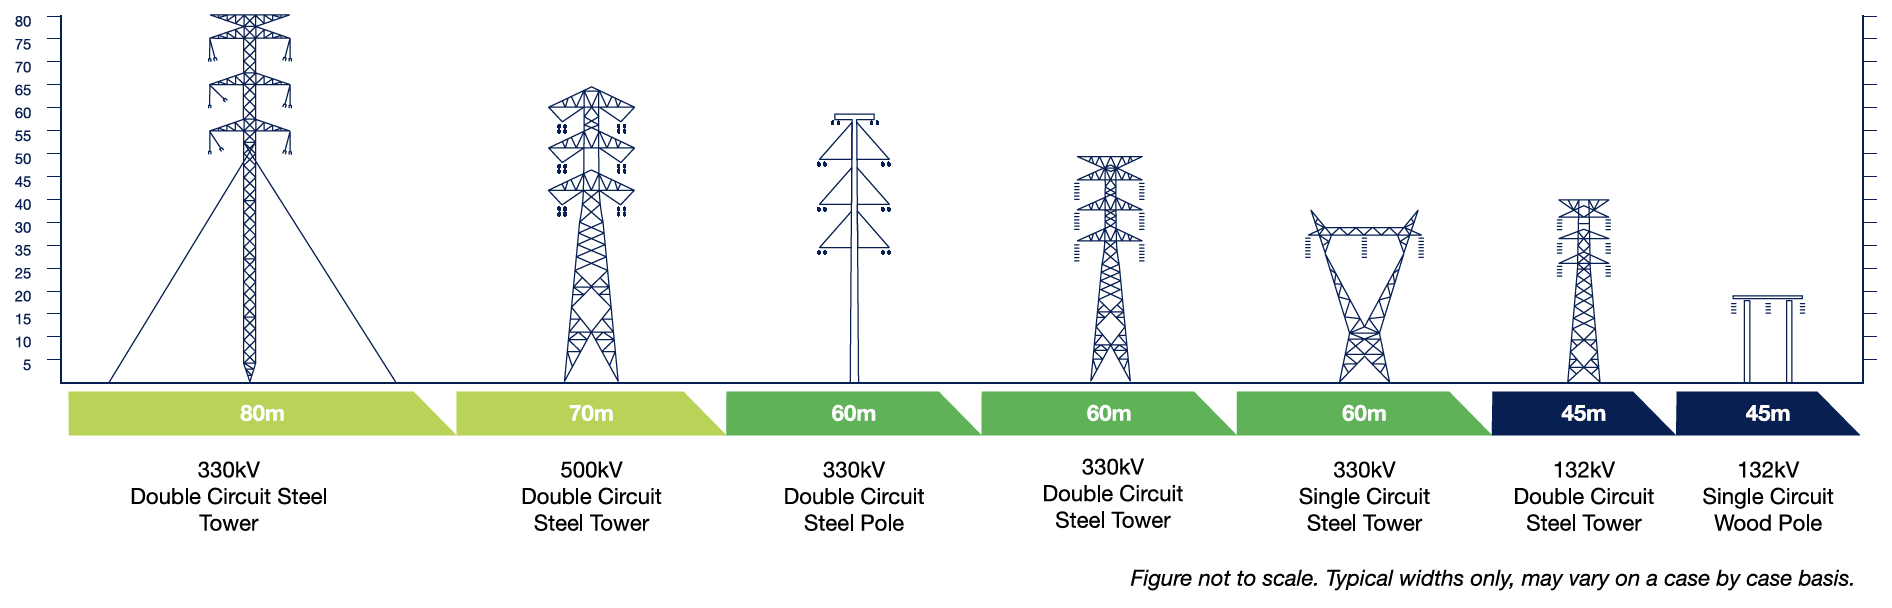 80
75
70
65
60
55
50
45
40
30
35
25
20
15
10
5
80m
70m
60m
60m
60m
45m
45m
330kV
Double Circuit Steel
Tower
500kV
Double Circuit
Steel Tower
330kV
Double Circuit
Steel Pole
330kV
Double Circuit
Steel Tower
330kV
Single Circuit
Steel Tower
132kV
Double Circuit
Steel Tower
132kV
Single Circuit
Wood Pole
Figure not to scale. Typical widths only, may vary on a case by case basis.